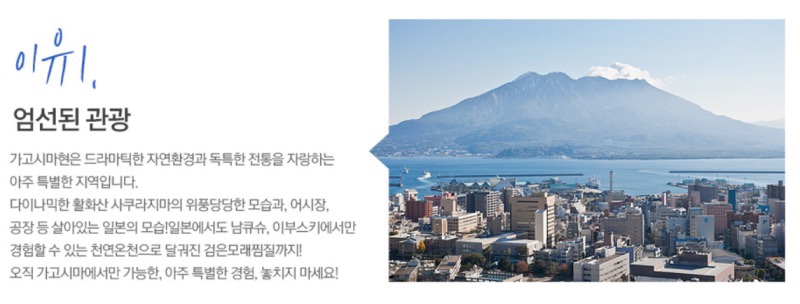 이유 1.
엄선된 관광
가고시마현은 드라마틱한 자연환경과 독특한 전통을 자랑하는
아주 특별한 지역입니다.
다이나믹한 활화산 사쿠라지마의 위풍당당한 모습과, 어시장,
공장 등 살아있는 일본의 모습!일본에서도 남큐슈, 이부스키에서만
경험할 수 있는 천연온천으로 달궈진 검은모래찜질까지!
오직 가고시마에서만 가능한, 아주 특별한 경험, 놓치지 마세요!